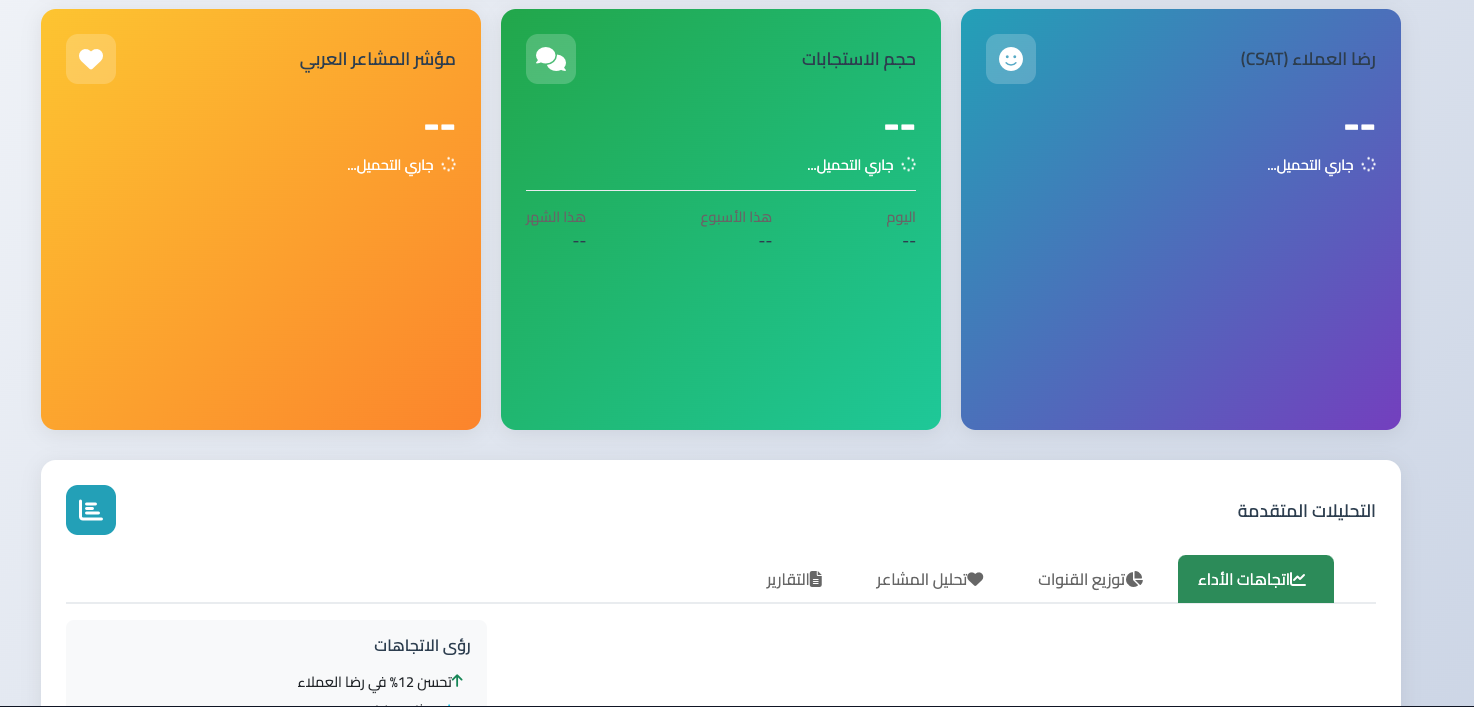 رضا العملاء (CSAT)
--
جاري التحميل...
حجم الاستجابات
--
جاري التحميل...
اليوم
--
هذا الأسبوع
--
هذا الشهر
--
مؤشر المشاعر العربي
--
جاري التحميل...
التحليلات المتقدمة
اتجاهات الأداء
توزيع القنوات
تحليل المشاعر
التقارير
رؤى الاتجاهات
تحسن 12% في رضا العملاء